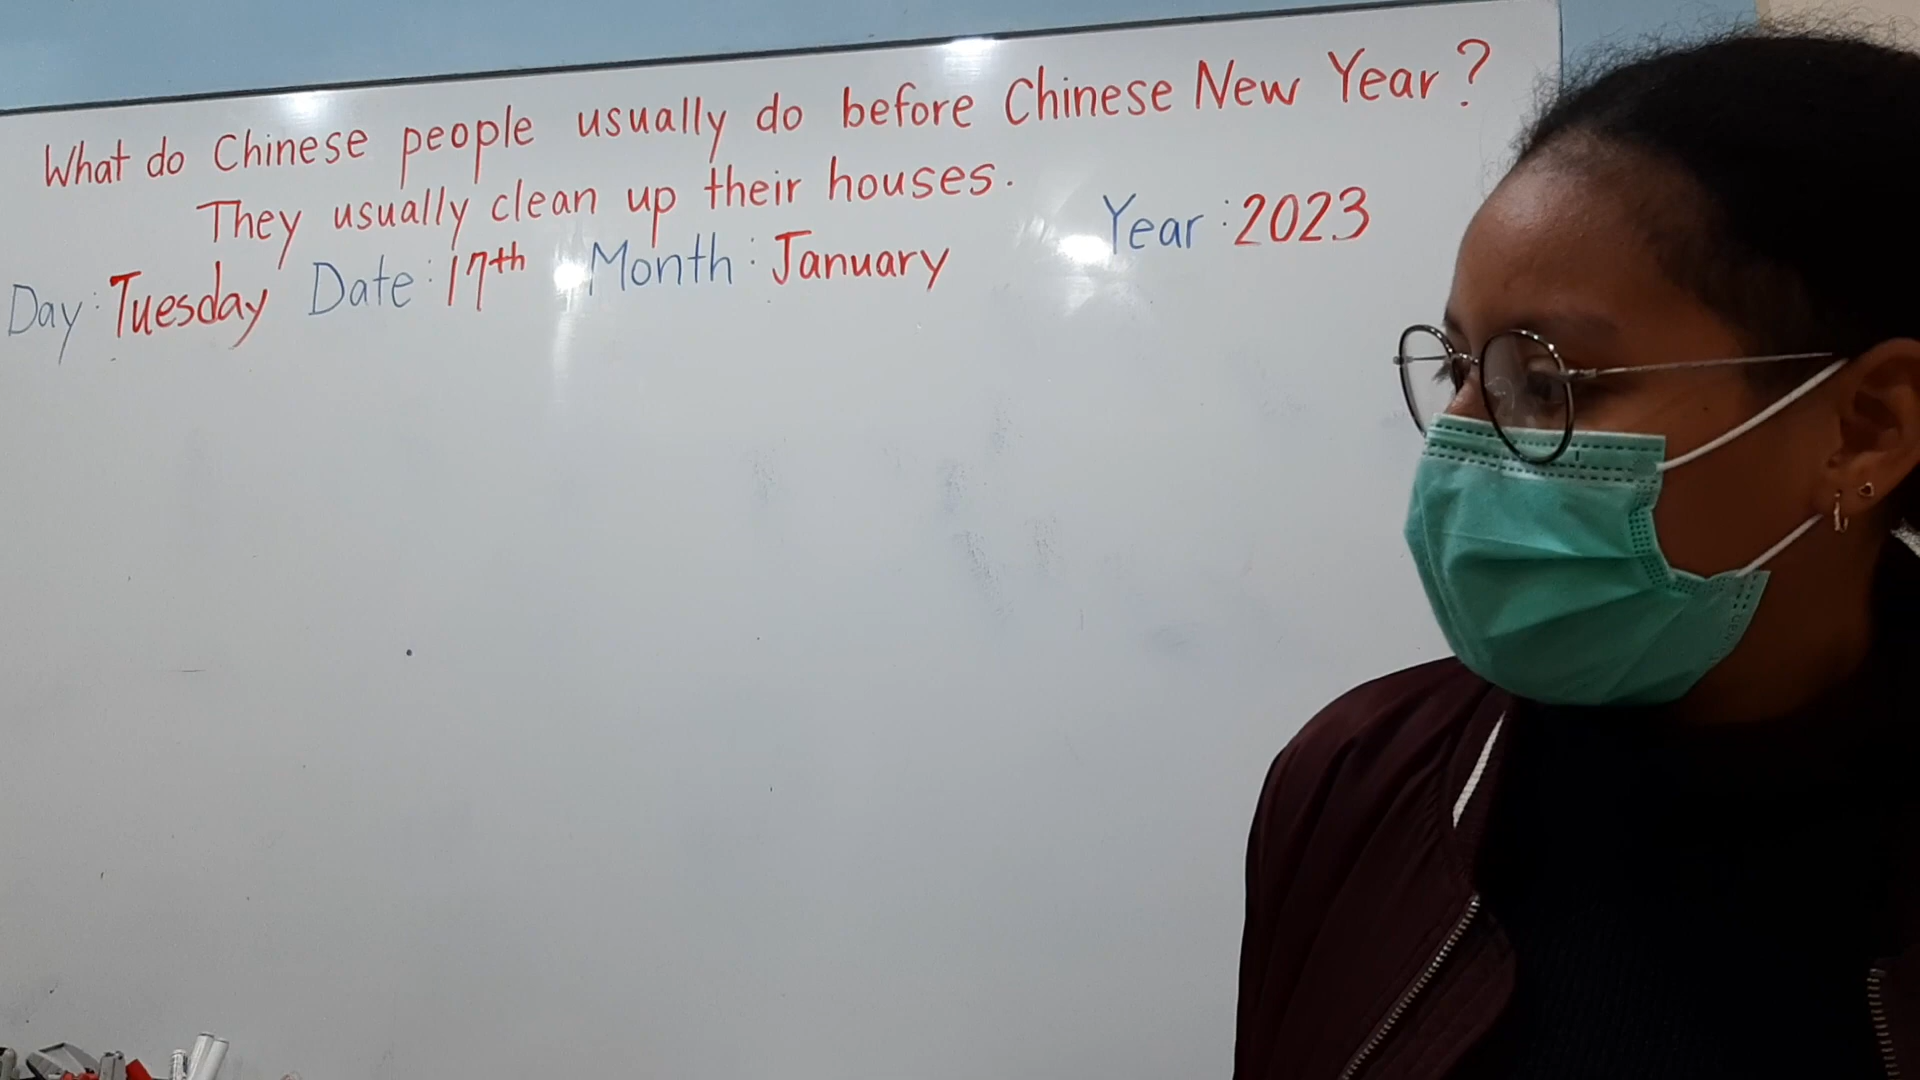 What do Chinese people usually do before Chinese New Year?
They usually clean up their houses.
Day: Tuesday Date: 17th Month: January Year: 2023